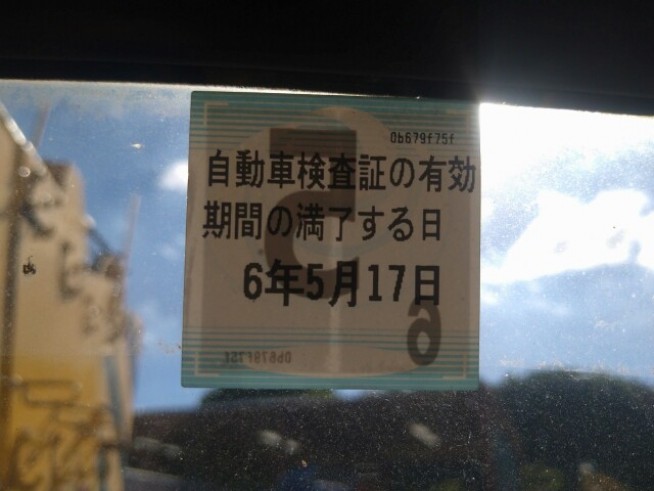 0b679f75f
自動車検査証の有効
期間の満了する日
6年5月17日